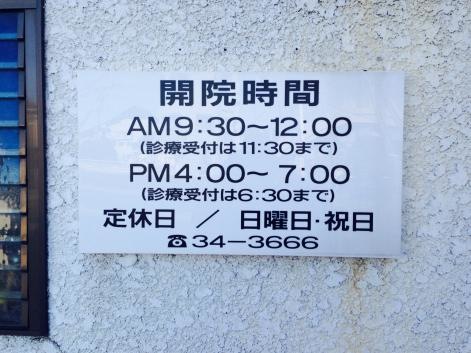 開院時間
AM9:30〜12:00
(診療受付は11:30まで)
PM4:00〜7:00
(診療受付は6:30まで)
定休日 / 日曜日・祝日
☎34-3666